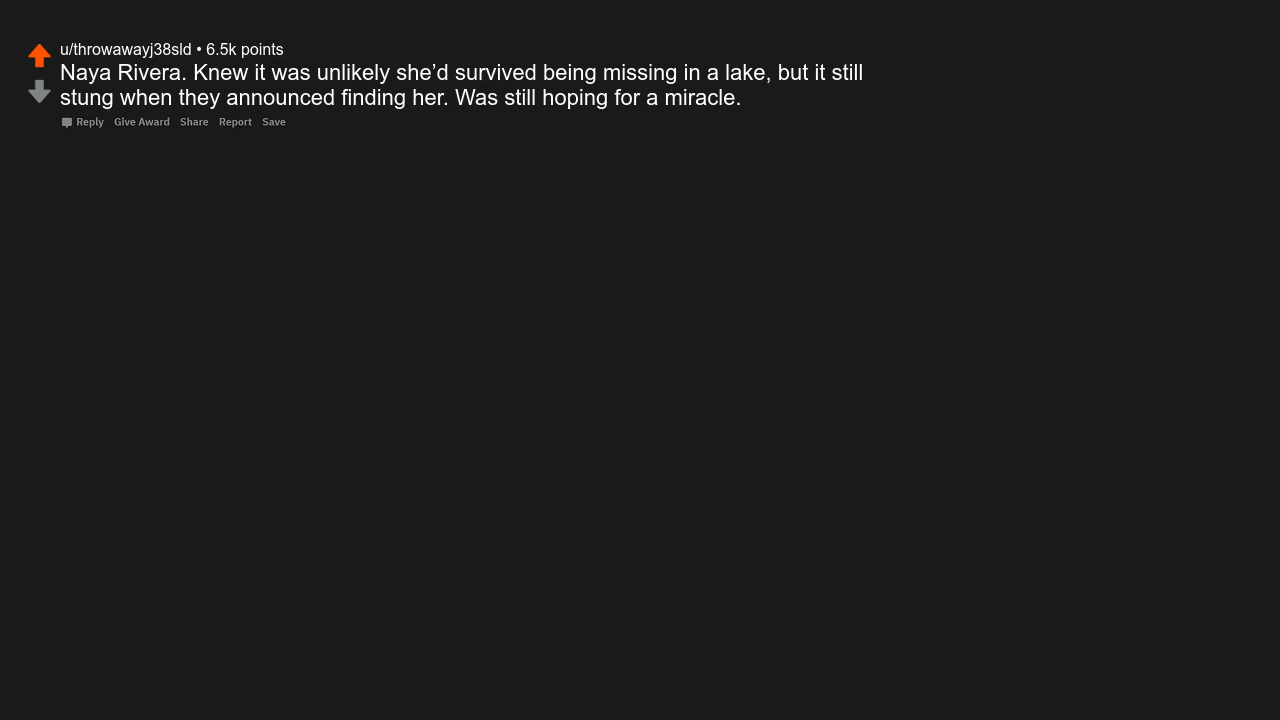 u/throwawayj38sld • 6.5k points
Naya Rivera. Knew it was unlikely she’d survived being missing in a lake, but it still
stung when they announced finding her. Was still hoping for a miracle.
Reply Give Award Share Report Save